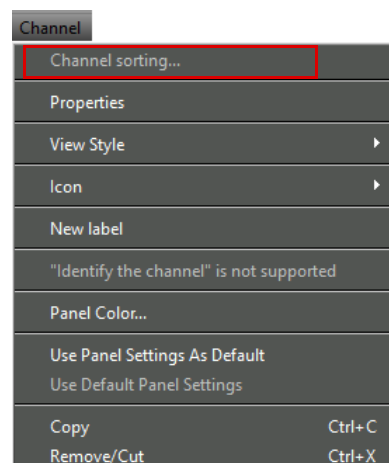 Channel
Channel sorting...
Properties
View Style
Icon
New label
"Identify the channel" is not supported
Panel Color...
Use Panel Settings As Default
Use Default Panel Settings
Copy Ctrl+C
Remove/Cut Ctrl+X